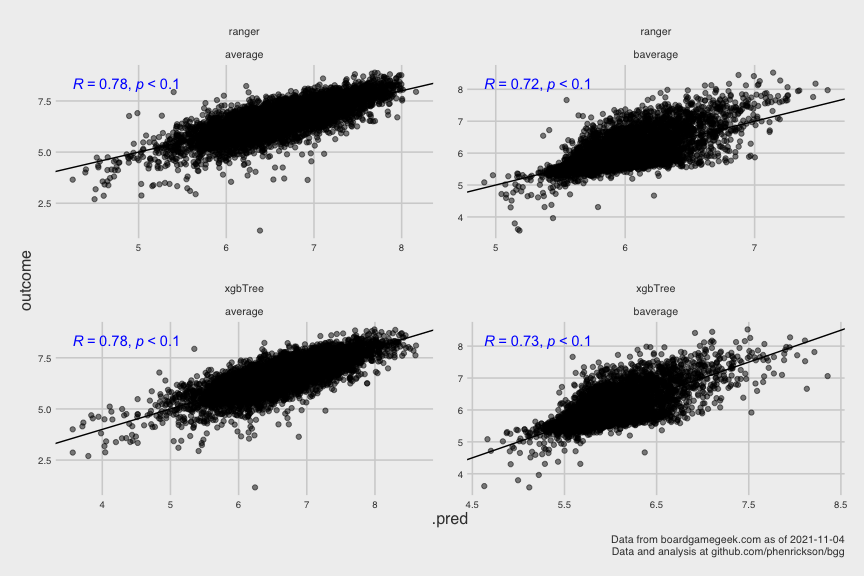 ranger
average
R = 0.78, p < 0.1
7.5
5.0
2.5
5 6 7 8
ranger
baverage
R = 0.72, p < 0.1
8
7
6
5
4
5 6 7
outcome
xgbTree
average
R = 0.78, p < 0.1
7.5
5.0
2.5
4 5 6 7 8
xgbTree
baverage
R = 0.73, p < 0.1
8
7
6
5
4
4.5 5.5 6.5 7.5 8.5
.pred
Data from boardgamegeek.com as of 2021-11-04
Data and analysis at github.com/phenrickson/bgg